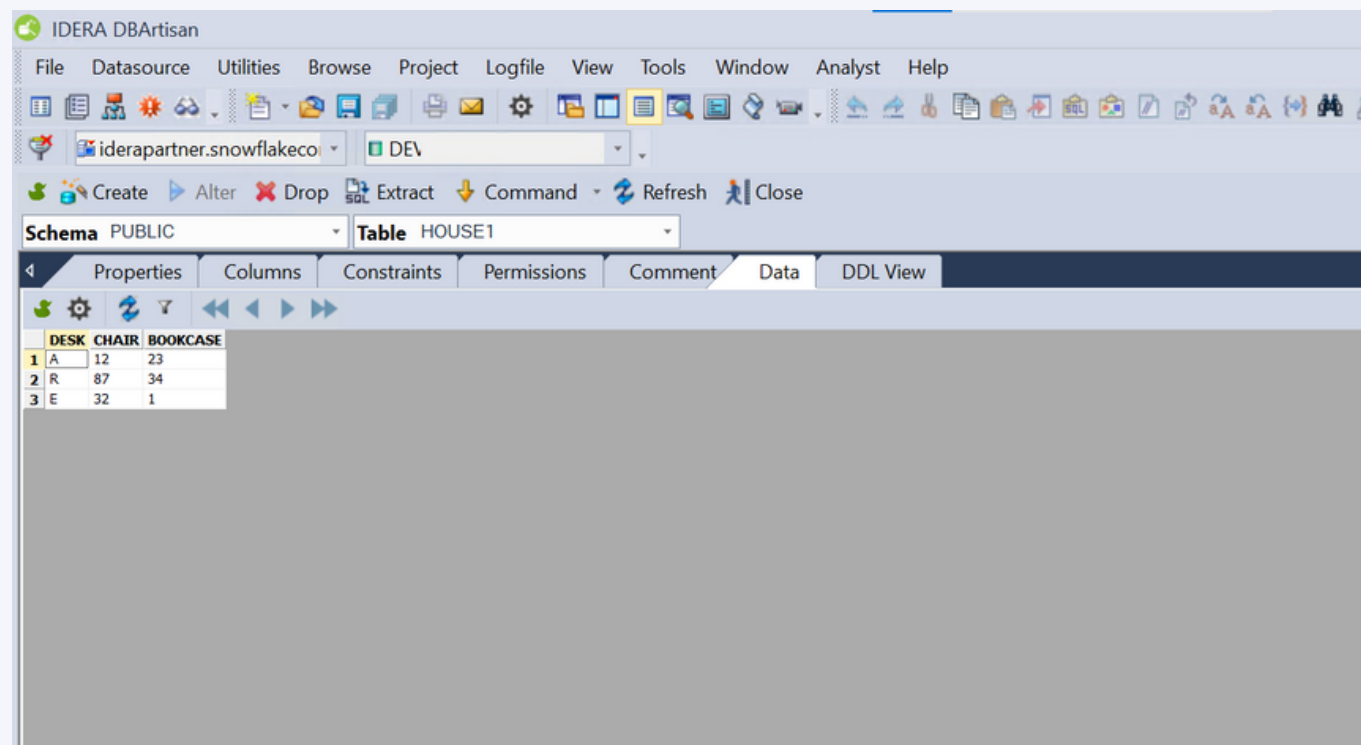 IDERA DBArtisan
File Datasource Utilities Browse Project Logfile View Tools Window Analyst Help
iderapartner.snowflakeco DEV
Create Alter Drop Extract Command Refresh Close
Schema PUBLIC Table HOUSE1
Properties Columns Constraints Permissions Comment Data DDL View
DESK CHAIR BOOKCASE
1 A 12 23
2 R 87 34
3 E 32 1